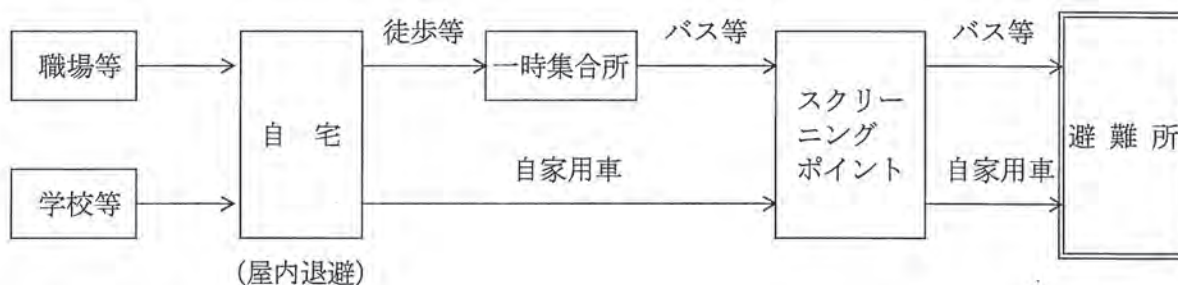 徒歩等
バス等
バス等
職場等
一時集合所
自宅
スクリー
ニング
ポイント
避難所
自家用車
自家用車
学校等
(屋内退避)